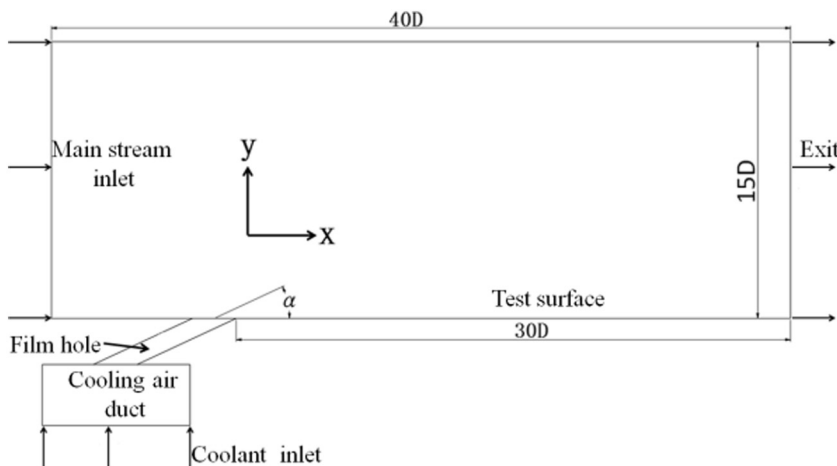 40D
Main stream
inlet
y
x
Exit
15D
α
Test surface
30D
Film hole
Cooling air
duct
Coolant inlet